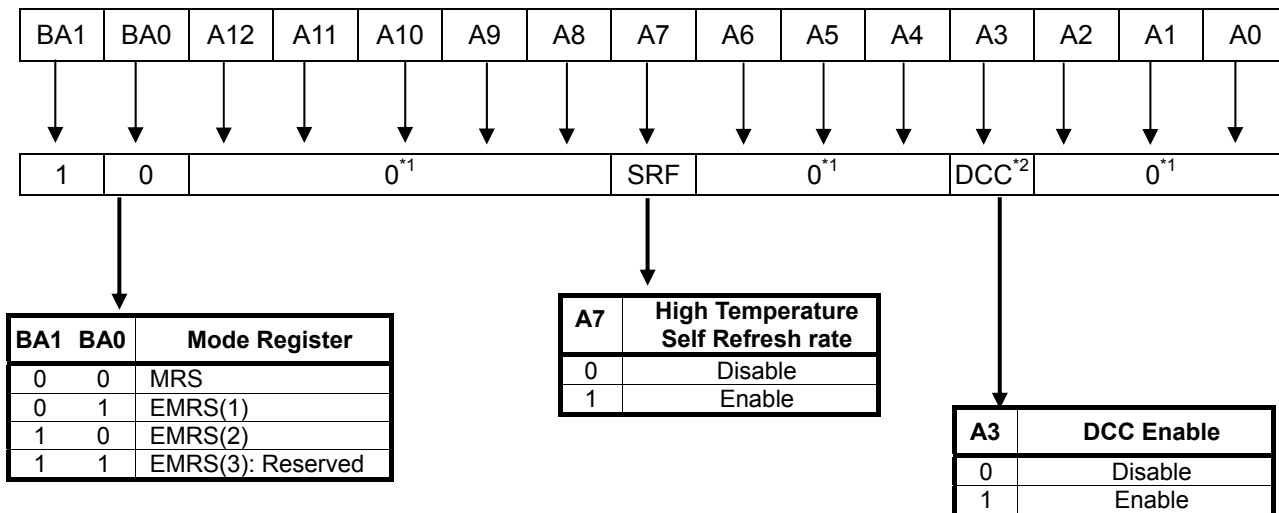 BA1 BA0 A12 A11 A10 A9 A8 A7 A6 A5 A4 A3 A2 A1 A0
1 0 0*1 SRF 0*1 DCC*2 0*1
BA1 BA0 Mode Register
0 0 MRS
0 1 EMRS(1)
1 0 EMRS(2)
1 1 EMRS(3): Reserved
A7 High Temperature
Self Refresh rate
0 Disable
1 Enable
A3 DCC Enable
0 Disable
1 Enable